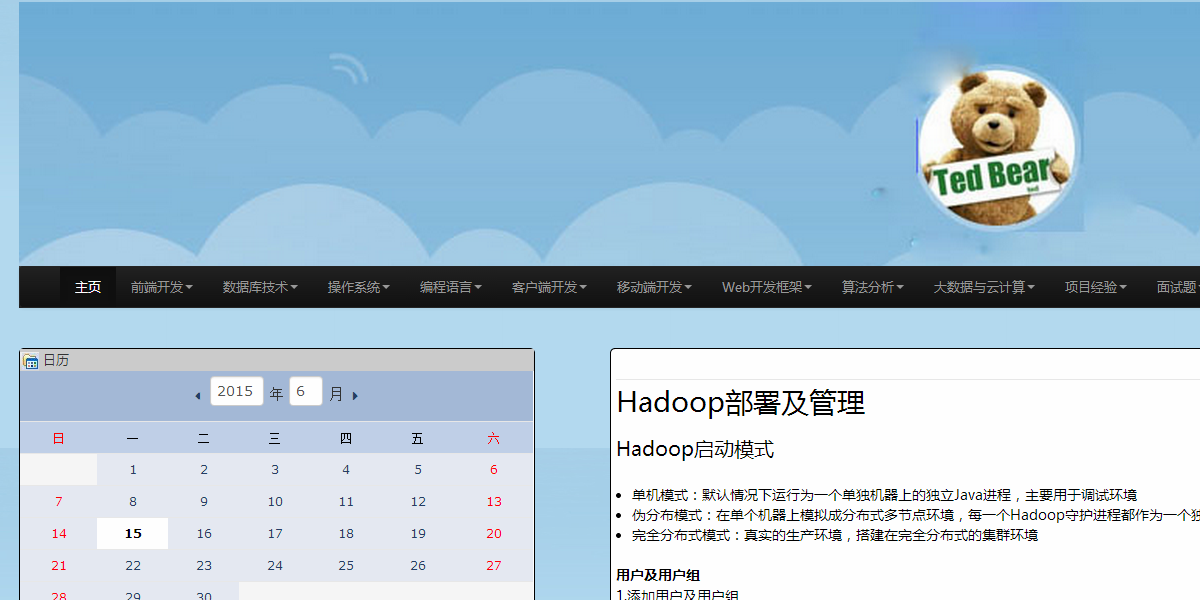 Ted Bear
ted
主页 前端开发 数据库技术 操作系统 编程语言 客户端开发 移动端开发 Web开发框架 算法分析 大数据与云计算 项目经验 面试题
日历
2015 年 6 月
日 一 二 三 四 五 六
1 2 3 4 5 6
7 8 9 10 11 12 13
14 15 16 17 18 19 20
21 22 23 24 25 26 27
28 29 30
Hadoop部署及管理
Hadoop启动模式
单机模式：默认情况下运行为一个单独机器上的独立Java进程，主要用于调试环境
伪分布模式：在单个机器上模拟成分布式多节点环境，每一个Hadoop守护进程都作为一个独
完全分布式模式：真实的生产环境，搭建在完全分布式的集群环境
用户及用户组
1.添加用户及用户组